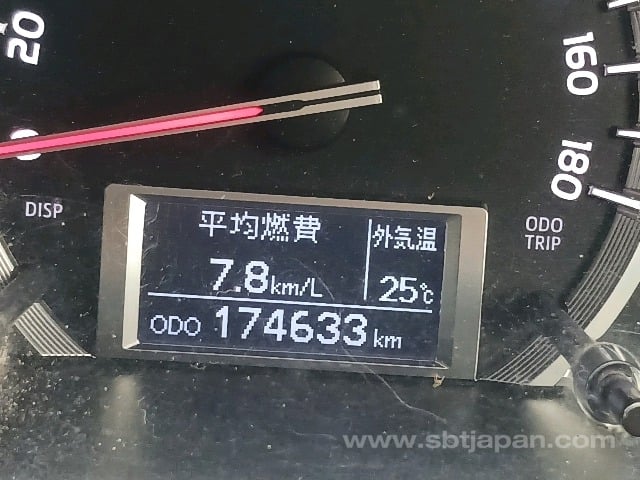 20
0
160
180
DISP
ODO
TRIP
平均燃費
外気温
7.8km/L
25℃
ODO 174633 km
www.sbtjapan.com